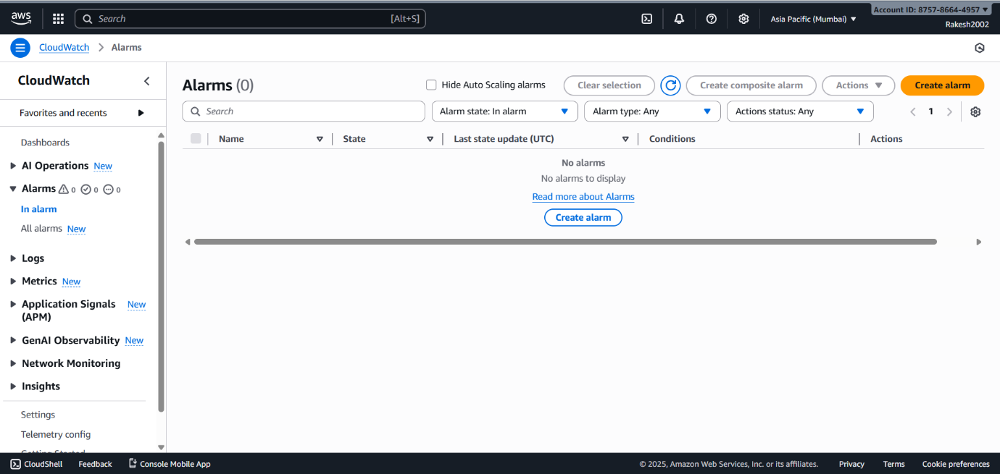 aws
Search [Alt+S]
Asia Pacific (Mumbai)
Account ID: 8757-8664-4957
Rakesh2002
CloudWatch
Alarms
CloudWatch
Favorites and recents
Dashboards
AI Operations New
Alarms 0 0 0
In alarm
All alarms New
Logs
Metrics New
Application Signals New
(APM)
GenAI Observability New
Network Monitoring
Insights
Settings
Telemetry config
Getting Started
Alarms (0)
Hide Auto Scaling alarms
Clear selection
Create composite alarm
Actions
Create alarm
Search
Alarm state: In alarm
Alarm type: Any
Actions status: Any
1
Name
State
Last state update (UTC)
Conditions
Actions
No alarms
No alarms to display
Read more about Alarms
Create alarm
CloudShell
Feedback
Console Mobile App
© 2025, Amazon Web Services, Inc. or its affiliates.
Privacy
Terms
Cookie preferences